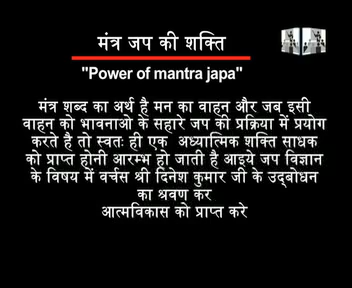 मंत्र जप की शक्ति
"Power of mantra japa"
मंत्र शब्द का अर्थ है मन का वाहन और जब इसी
वाहन को भावनाओ के सहारे जप की प्रक्रिया में प्रयोग
करते है तो स्वतः ही एक अध्यात्मिक शक्ति साधक
को प्राप्त होनी आरम्भ हो जाती है आइये जप विज्ञान
के विषय में वर्चस श्री दिनेश कुमार जी के उद्बोधन
का श्रवण कर
आत्मविकास को प्राप्त करे